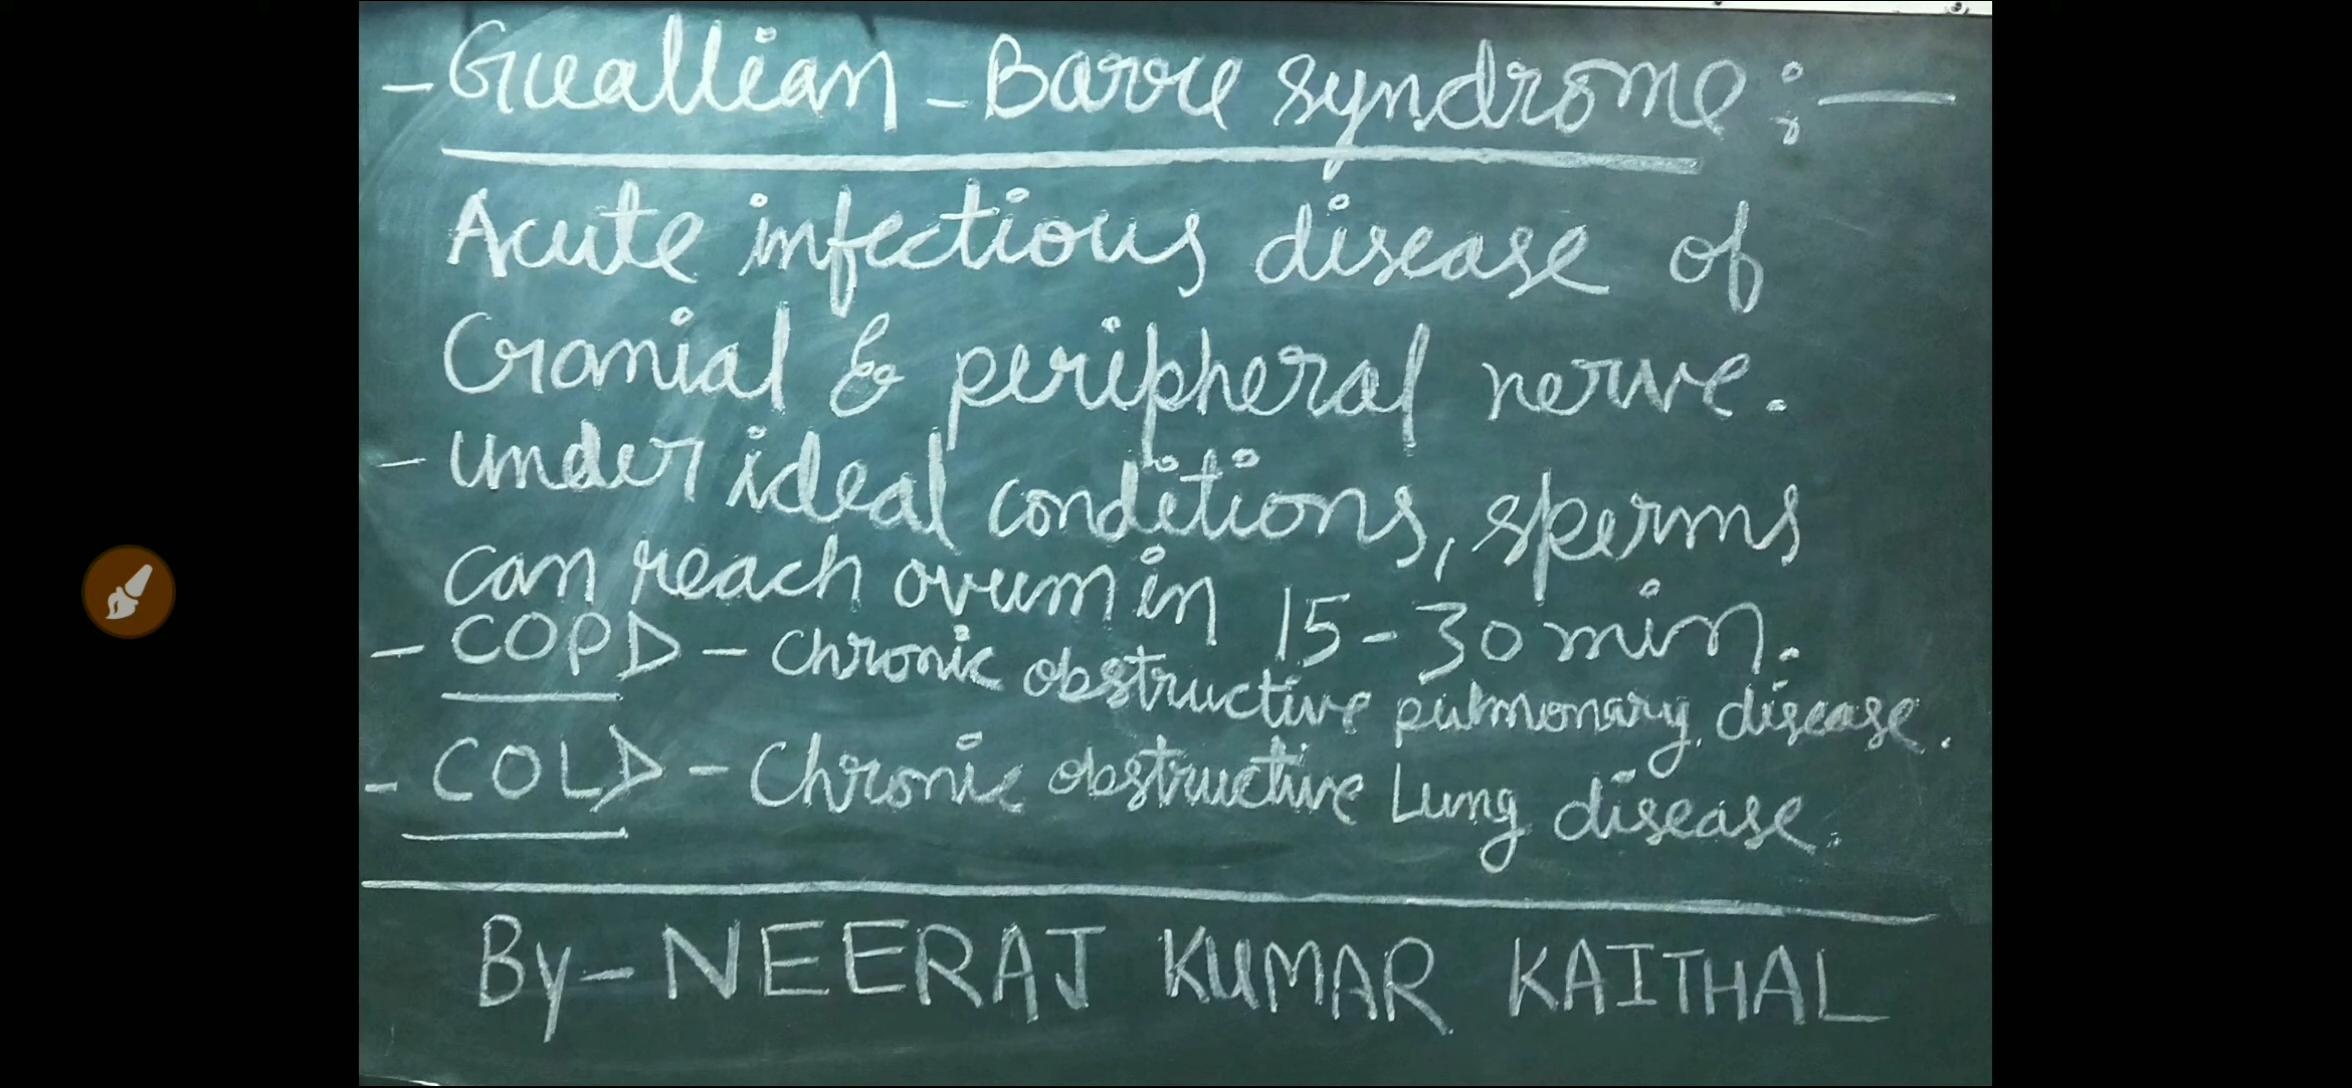 - Gueallian - Barre syndrome :-
Acute infectious disease of
Cranial & peripheral nerve.
- under ideal conditions, sperms
can reach ovum in 15-30 min.
- COPD - Chronic obstructive pulmonary disease.
- COLD - Chronic obstructive Lung disease.
By - NEERAJ KUMAR KAITHAL